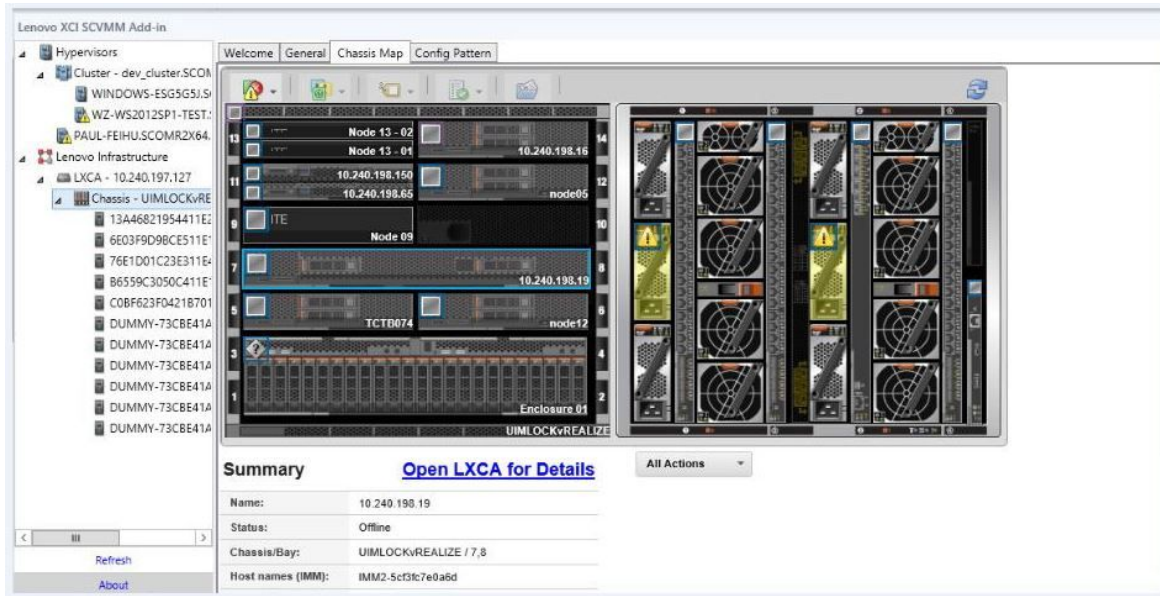 Lenovo XCI SCVMM Add-in
Hypervisors
Cluster - dev_cluster.SCOM
WINDOWS-ESG5G5J.S
WZ-WS2012SP1-TEST.
PAUL-FEIHU.SCOMR2X64.
Lenovo Infrastructure
LXCA - 10.240.197.127
Chassis - UIMLOCKvRE
13A46821954411E2
6E03F9D9BCE511E
76E1D01C23E311E4
B6559C3050C411E
C0BF623F0421B701
DUMMY-73CBE41A
DUMMY-73CBE41A
DUMMY-73CBE41A
DUMMY-73CBE41A
DUMMY-73CBE41A
DUMMY-73CBE41A
Refresh
About
Welcome General Chassis Map Config Pattern
13 Node 13 - 02 14
Node 13 - 01 10.240.198.16
11 10.240.198.150 12
10.240.198.65 node05
9 ITE 10
Node 09
7 8
10.240.198.19
5 6
TCTB074 node12
3 4
1 2
Enclosure 01
UIMLOCKvREALIZE
Summary Open LXCA for Details
All Actions
Name: 10.240.198.19
Status: Offline
Chassis/Bay: UIMLOCKvREALIZE / 7,8
Host names (IMM): IMM2-5cf3fc7e0a6d